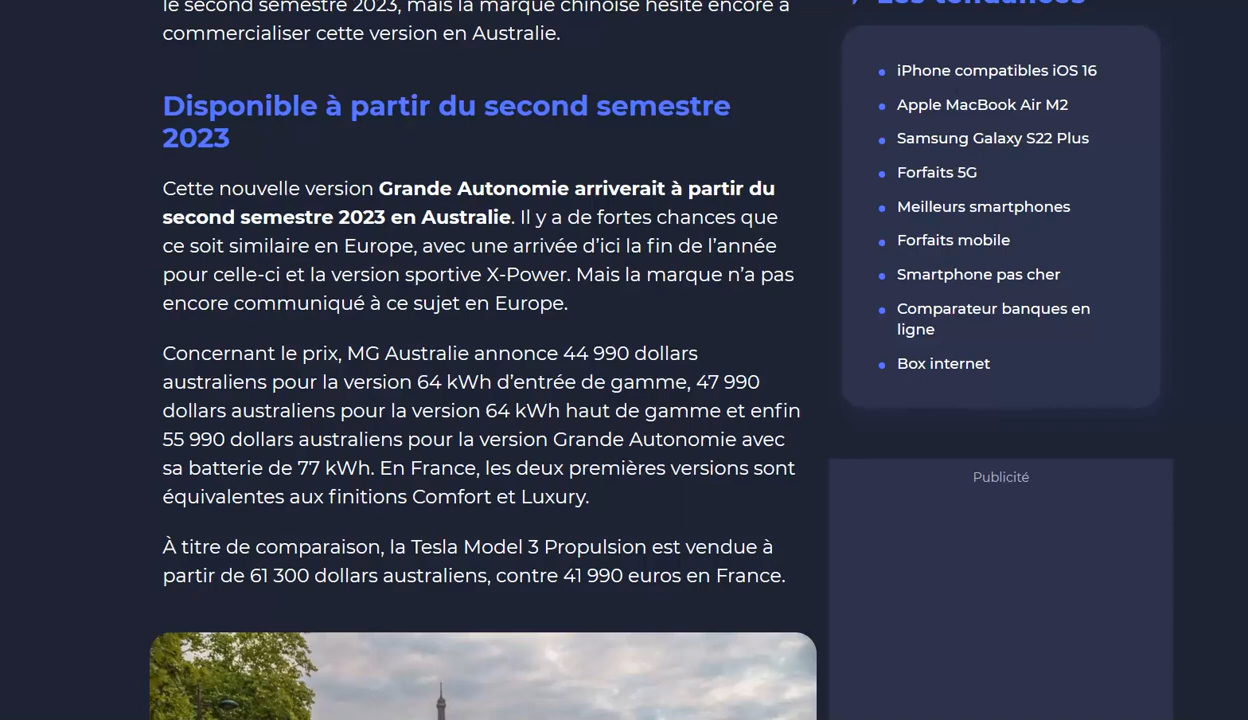 le second semestre 2023, mais la marque chinoise hésite encore à
commercialiser cette version en Australie.
Disponible à partir du second semestre
2023
Cette nouvelle version Grande Autonomie arriverait à partir du
second semestre 2023 en Australie. Il y a de fortes chances que
ce soit similaire en Europe, avec une arrivée d’ici la fin de l’année
pour celle-ci et la version sportive X-Power. Mais la marque n’a pas
encore communiqué à ce sujet en Europe.
Concernant le prix, MG Australie annonce 44 990 dollars
australiens pour la version 64 kWh d’entrée de gamme, 47 990
dollars australiens pour la version 64 kWh haut de gamme et enfin
55 990 dollars australiens pour la version Grande Autonomie avec
sa batterie de 77 kWh. En France, les deux premières versions sont
équivalentes aux finitions Comfort et Luxury.
À titre de comparaison, la Tesla Model 3 Propulsion est vendue à
partir de 61 300 dollars australiens, contre 41 990 euros en France.
Les tendances
iPhone compatibles iOS 16
Apple MacBook Air M2
Samsung Galaxy S22 Plus
Forfaits 5G
Meilleurs smartphones
Forfaits mobile
Smartphone pas cher
Comparateur banques en
ligne
Box internet
Publicité